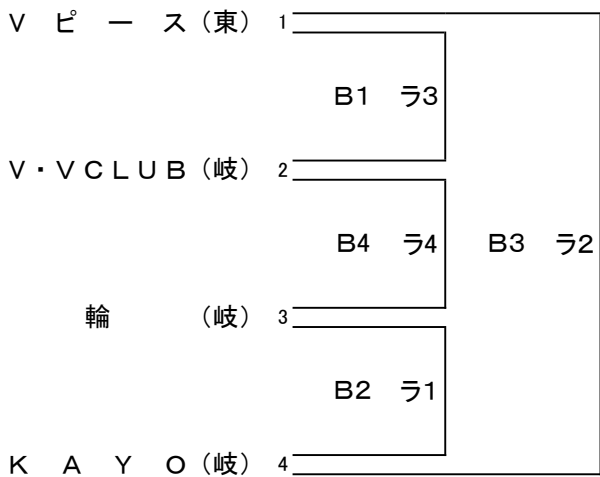 V ピ ー ス（東） 1
B1 ラ3
V・VCLUB（岐） 2
B4 ラ4 B3 ラ2
輪 （岐） 3
B2 ラ1
K A Y O（岐） 4